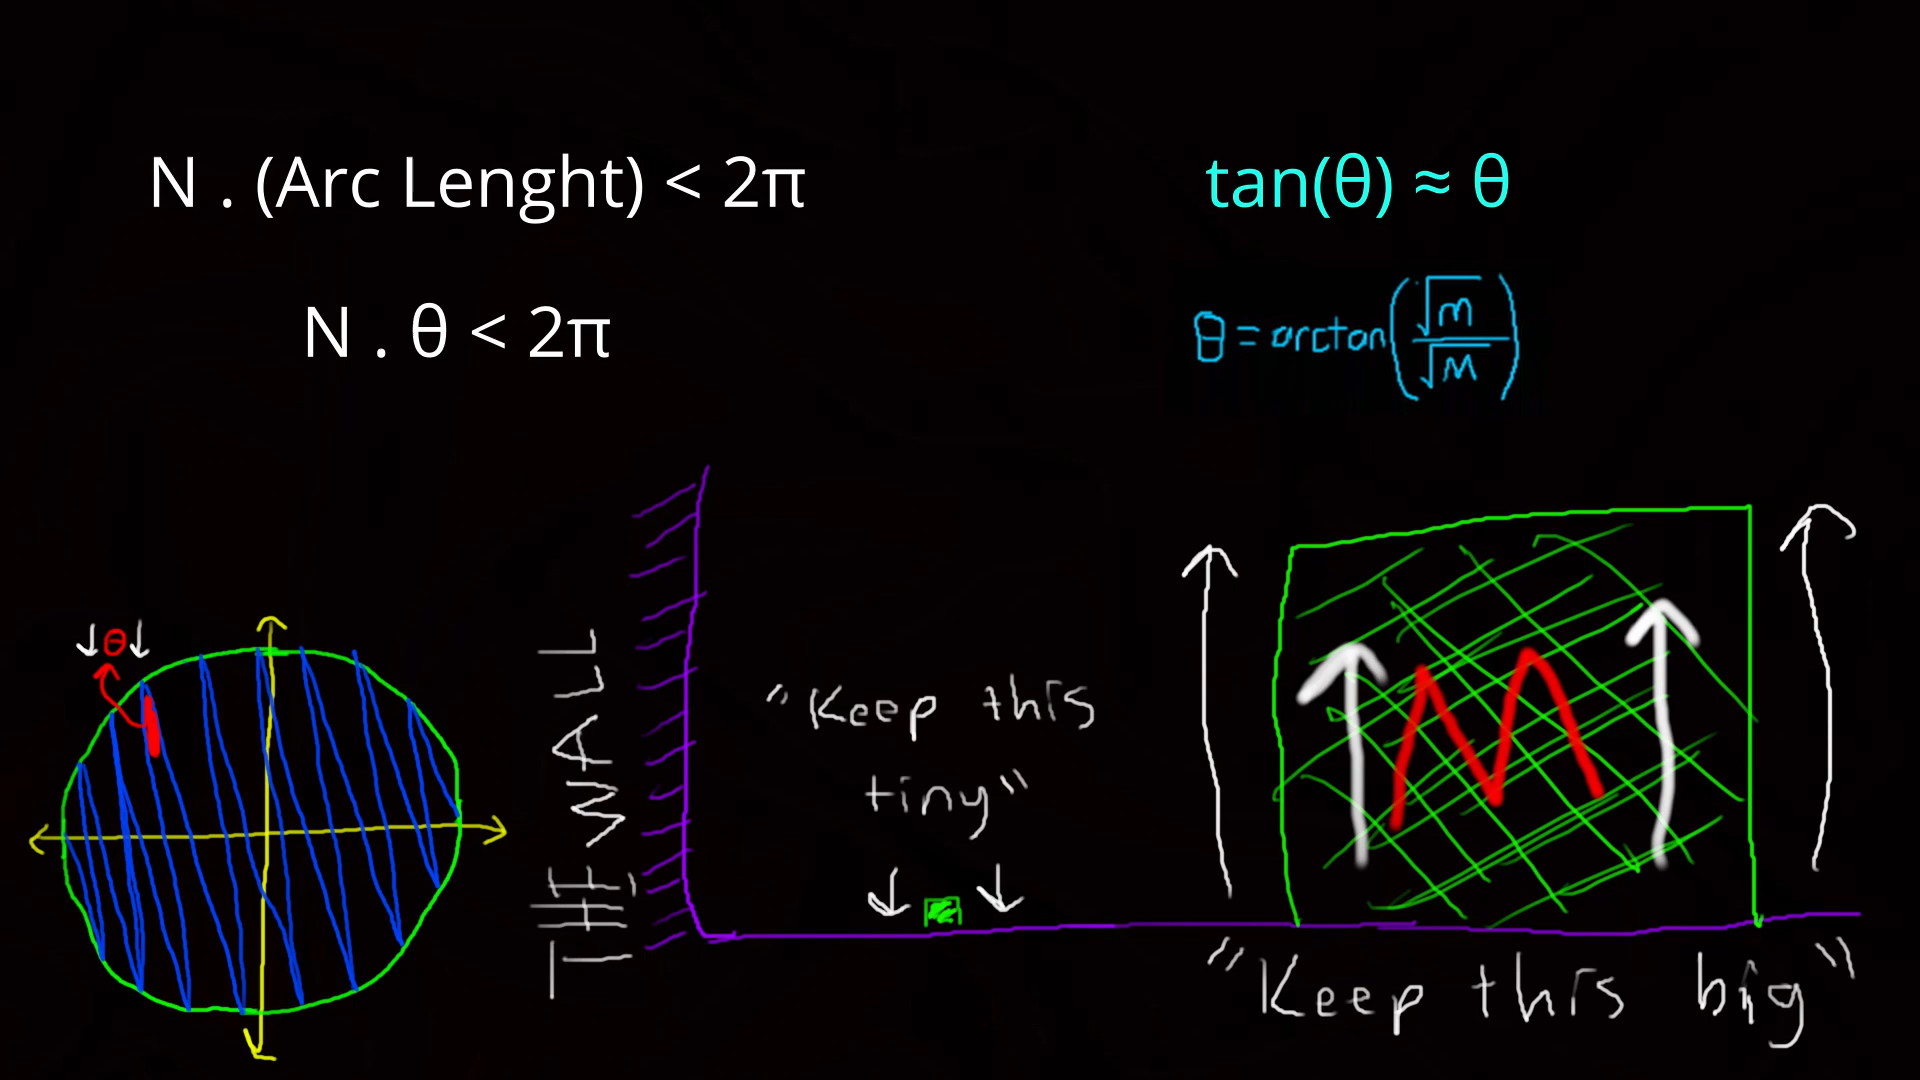 N . (Arc Lenght) < 2π
tan(θ) ≈ θ
N . θ < 2π
θ = arctan(√m/√M)
θ
THE WALL
"Keep this
tiny"
M
"Keep this big"